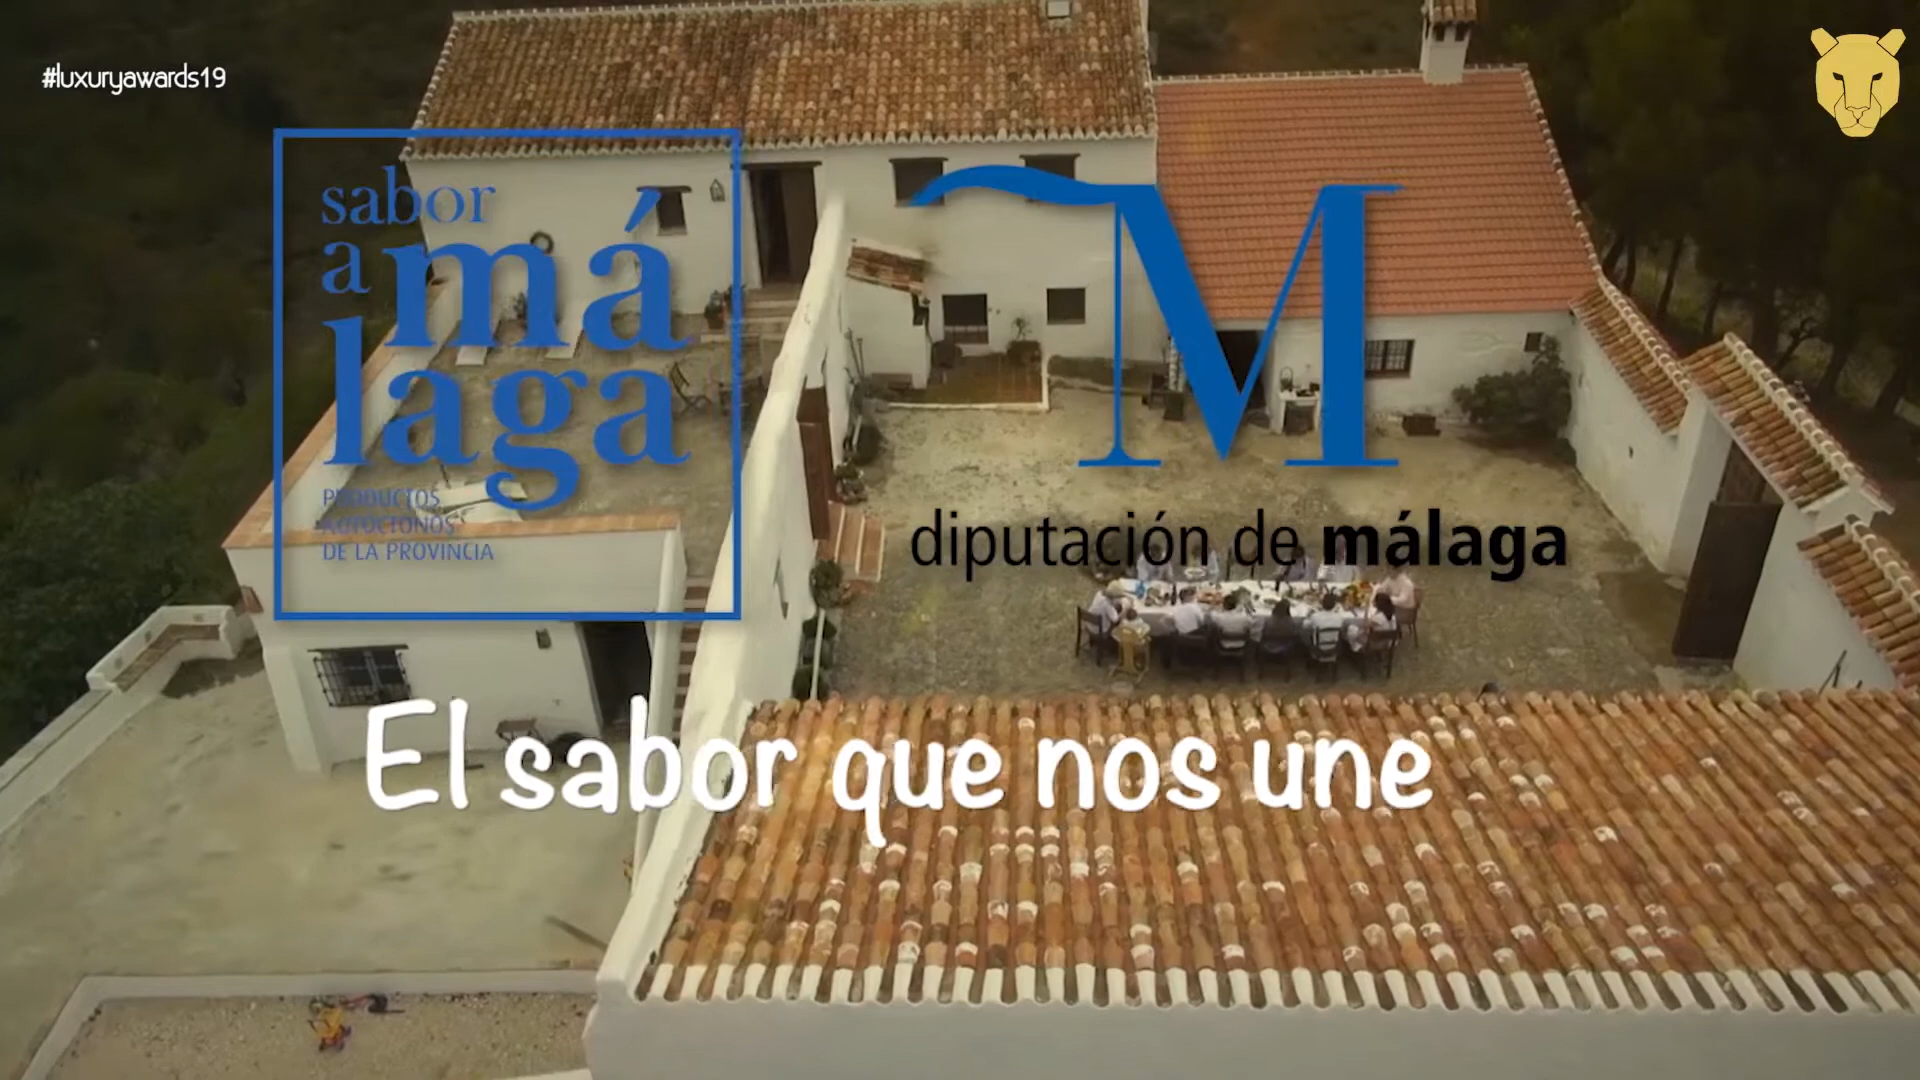 #luxuryawards19
sabor
a má
laga
PRODUCTOS
AUTÓCTONOS
DE LA PROVINCIA
M
diputación de málaga
El sabor que nos une